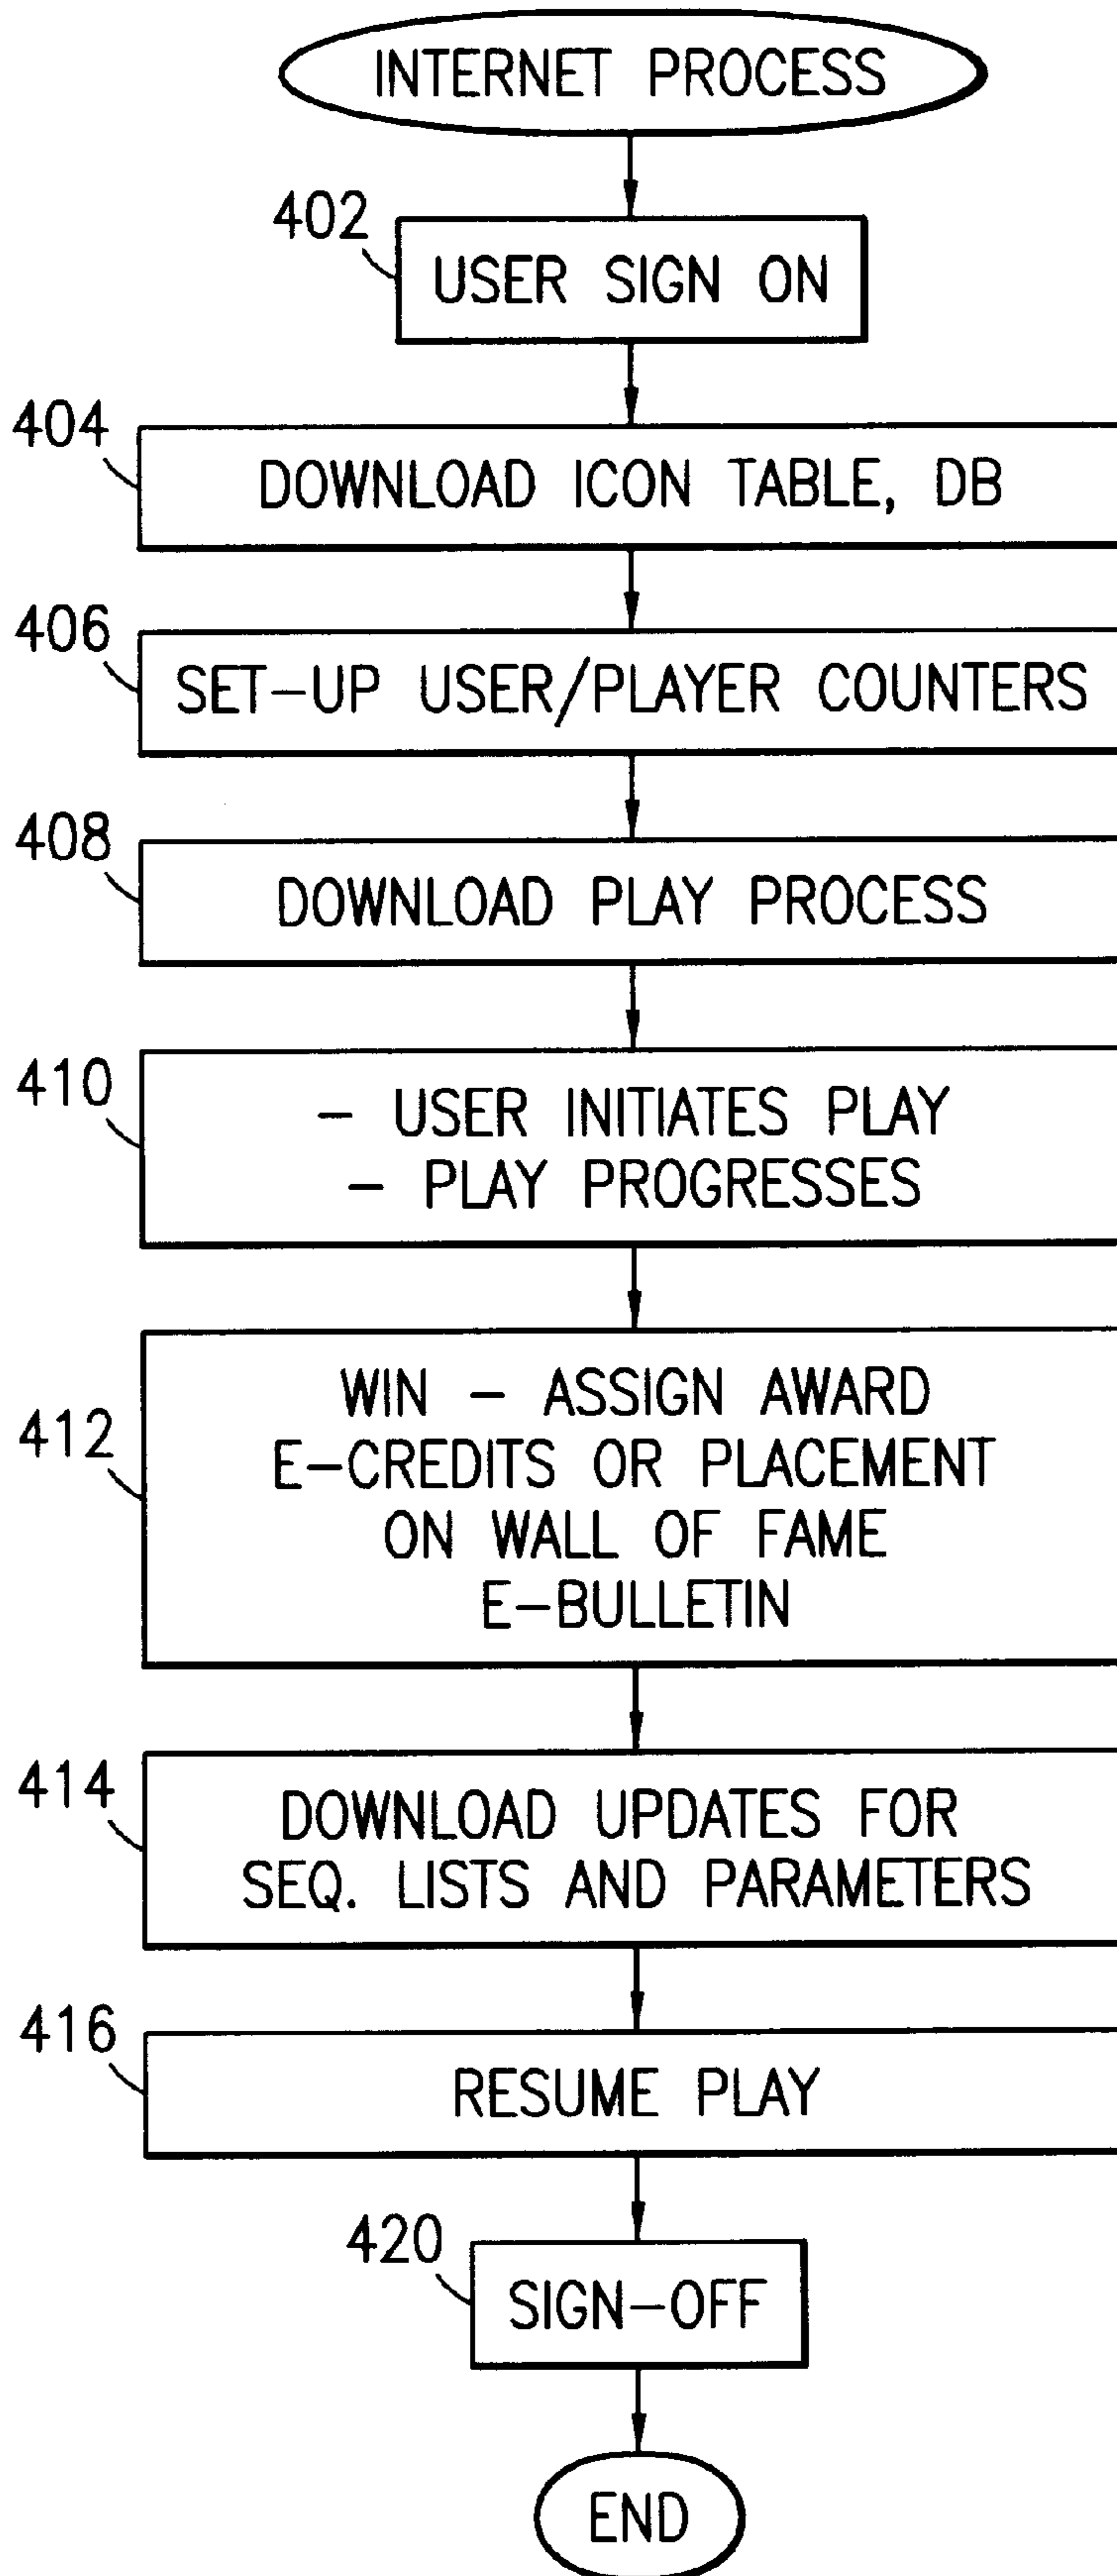 INTERNET PROCESS
402
USER SIGN ON
404
DOWNLOAD ICON TABLE, DB
406
SET-UP USER/PLAYER COUNTERS
408
DOWNLOAD PLAY PROCESS
410
- USER INITIATES PLAY
- PLAY PROGRESSES
412
WIN - ASSIGN AWARD
E-CREDITS OR PLACEMENT
ON WALL OF FAME
E-BULLETIN
414
DOWNLOAD UPDATES FOR
SEQ. LISTS AND PARAMETERS
416
RESUME PLAY
420
SIGN-OFF
END